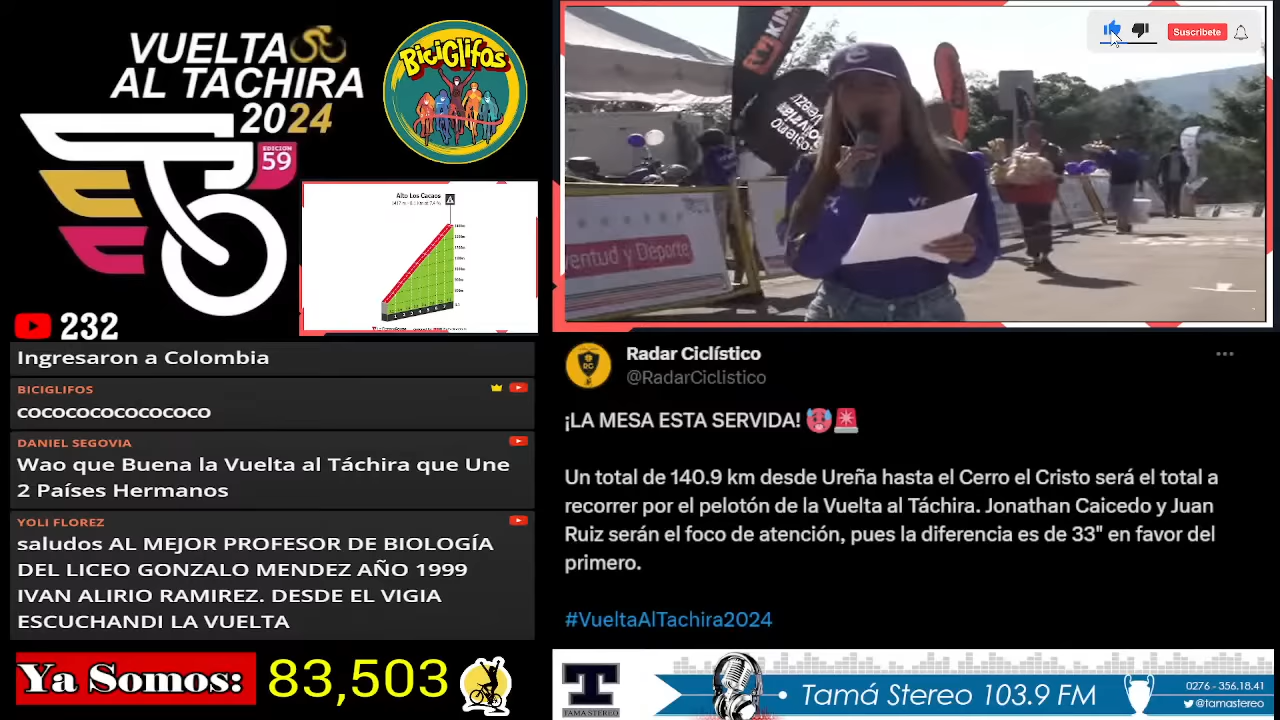 VUELTA
AL TACHIRA
2024
EDICION
59
BICIGLIFOS
Alto Los Cacaos
232
Ingresaron a Colombia
BICIGLIFOS
cocococococococo
DANIEL SEGOVIA
Wao que Buena la Vuelta al Táchira que Une
2 Países Hermanos
YOLI FLOREZ
saludos AL MEJOR PROFESOR DE BIOLOGÍA
DEL LICEO GONZALO MENDEZ AÑO 1999
IVAN ALIRIO RAMIREZ. DESDE EL VIGIA
ESCUCHANDI LA VUELTA
Ya Somos: 83,503
Suscríbete
ventud y Deporte
Radar Ciclístico
@RadarCiclistico
¡LA MESA ESTA SERVIDA! 🥵🚨
Un total de 140.9 km desde Ureña hasta el Cerro el Cristo será el total a
recorrer por el pelotón de la Vuelta al Táchira. Jonathan Caicedo y Juan
Ruiz serán el foco de atención, pues la diferencia es de 33" en favor del
primero.
#VueltaAlTachira2024
TAMA STEREO
Tamá Stereo 103.9 FM
0276 - 356.18.41
@tamastereo